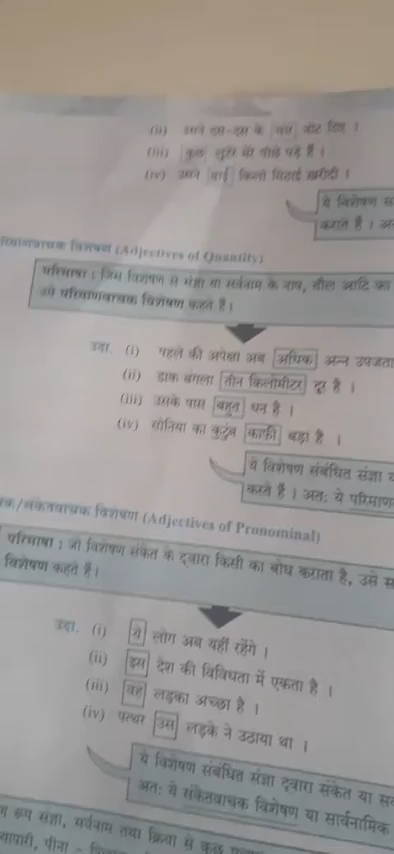 (ii) उसने दस-दस के नोट दिए ।
(iii) कुछ लुटेरे मेरे पीछे पड़े हैं ।
(iv) उसने ढाई किलो मिठाई खरीदी ।
ये विशेषण
कराते हैं ।
विशेषण (Adjectives of Quantity)
परिभाषा : जिस विशेषण से संज्ञा या सर्वनाम के नाप, तौल आदि का
उसे परिमाणवाचक विशेषण कहते हैं।
उदा. (i) पहले की अपेक्षा अब अधिक अन्न उपजता
(ii) डाक बंगला तीन किलोमीटर दूर है ।
(iii) उसके पास बहुत धन है ।
(iv) सोनिया का कुटुंब काफी बड़ा है ।
ये विशेषण संबंधित संज्ञा
करते हैं । अतः ये परिमाण
/संकेतवाचक विशेषण (Adjectives of Pronominal)
परिभाषा : जो विशेषण संकेत के द्वारा किसी का बोध कराता है, उसे
विशेषण कहते हैं।
उदा. (i) ये लोग अब यहीं रहेंगे ।
(ii) इस देश की विविधता में एकता है ।
(iii) वह लड़का अच्छा है ।
(iv) पत्थर उस लड़के ने उठाया था ।
ये विशेषण संबंधित संज्ञा द्वारा संकेत या
अतः ये संकेतवाचक विशेषण या सार्वनामिक
रूप संज्ञा, सर्वनाम तथा क्रिया से कुछ